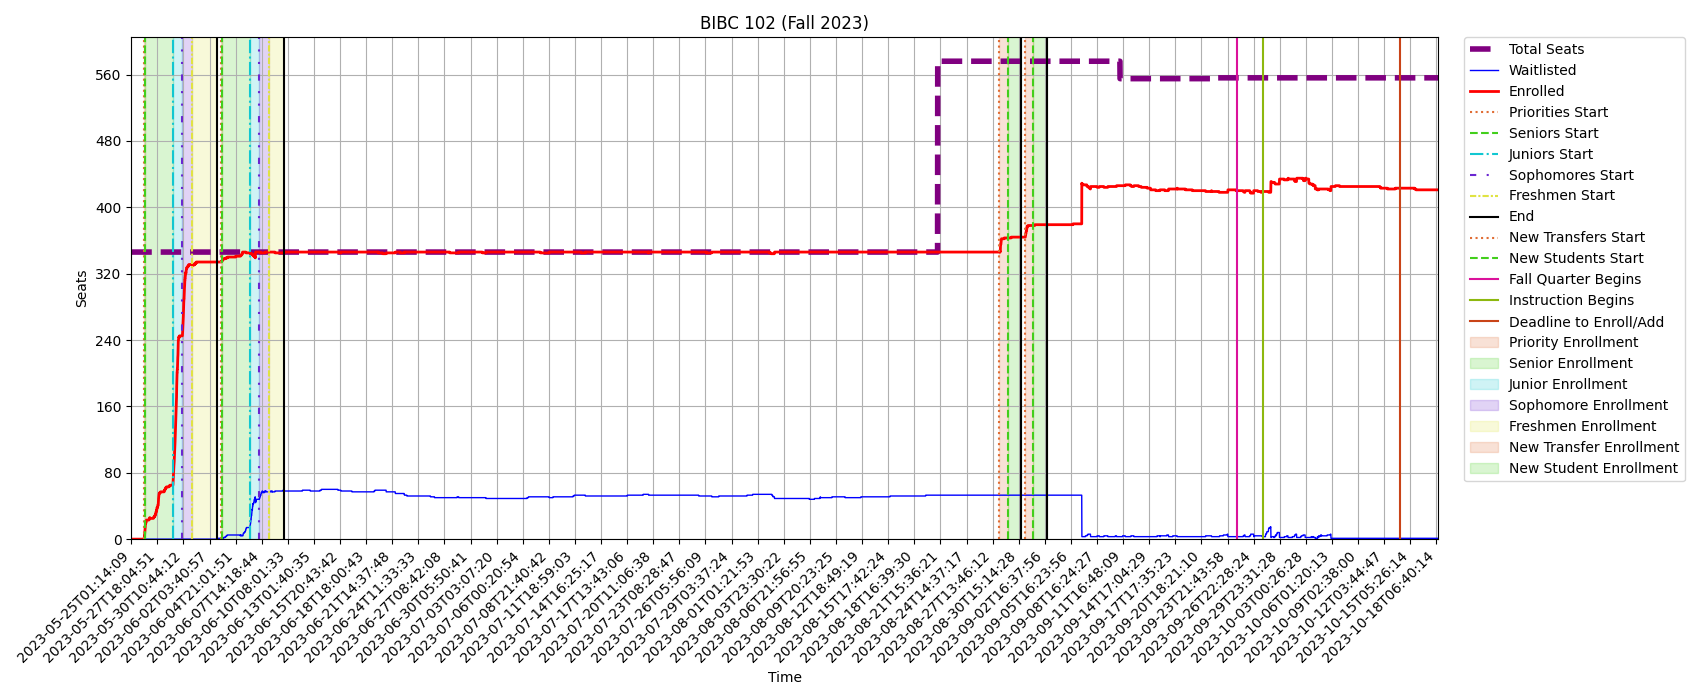 BIBC 102 (Fall 2023)
Seats
560
480
400
320
240
160
80
0
2023-05-25T01:14:09
2023-05-27T18:04:51
2023-05-30T10:44:12
2023-06-02T03:40:57
2023-06-04T21:01:51
2023-06-07T14:18:44
2023-06-10T08:01:33
2023-06-13T01:40:35
2023-06-15T20:43:42
2023-06-18T18:00:43
2023-06-21T14:37:48
2023-06-24T11:33:33
2023-06-27T08:42:08
2023-06-30T05:50:41
2023-07-03T03:07:20
2023-07-06T00:20:54
2023-07-08T21:40:42
2023-07-11T18:59:03
2023-07-14T16:25:17
2023-07-17T13:43:06
2023-07-20T11:06:38
2023-07-23T08:28:47
2023-07-26T05:56:09
2023-07-29T03:37:24
2023-08-01T01:21:53
2023-08-03T23:30:22
2023-08-06T21:56:55
2023-08-09T20:23:25
2023-08-12T18:49:19
2023-08-15T17:42:24
2023-08-18T16:39:30
2023-08-21T15:36:21
2023-08-24T14:37:17
2023-08-27T13:46:12
2023-08-30T15:14:28
2023-09-02T16:37:56
2023-09-05T16:23:56
2023-09-08T16:24:27
2023-09-11T16:48:09
2023-09-14T17:04:29
2023-09-17T17:35:23
2023-09-20T18:21:10
2023-09-23T21:43:58
2023-09-26T22:28:24
2023-09-29T23:31:28
2023-10-03T00:26:28
2023-10-06T01:20:13
2023-10-09T02:38:00
2023-10-12T03:44:47
2023-10-15T05:26:14
2023-10-18T06:40:14
Time
Total Seats
Waitlisted
Enrolled
Priorities Start
Seniors Start
Juniors Start
Sophomores Start
Freshmen Start
End
New Transfers Start
New Students Start
Fall Quarter Begins
Instruction Begins
Deadline to Enroll/Add
Priority Enrollment
Senior Enrollment
Junior Enrollment
Sophomore Enrollment
Freshmen Enrollment
New Transfer Enrollment
New Student Enrollment